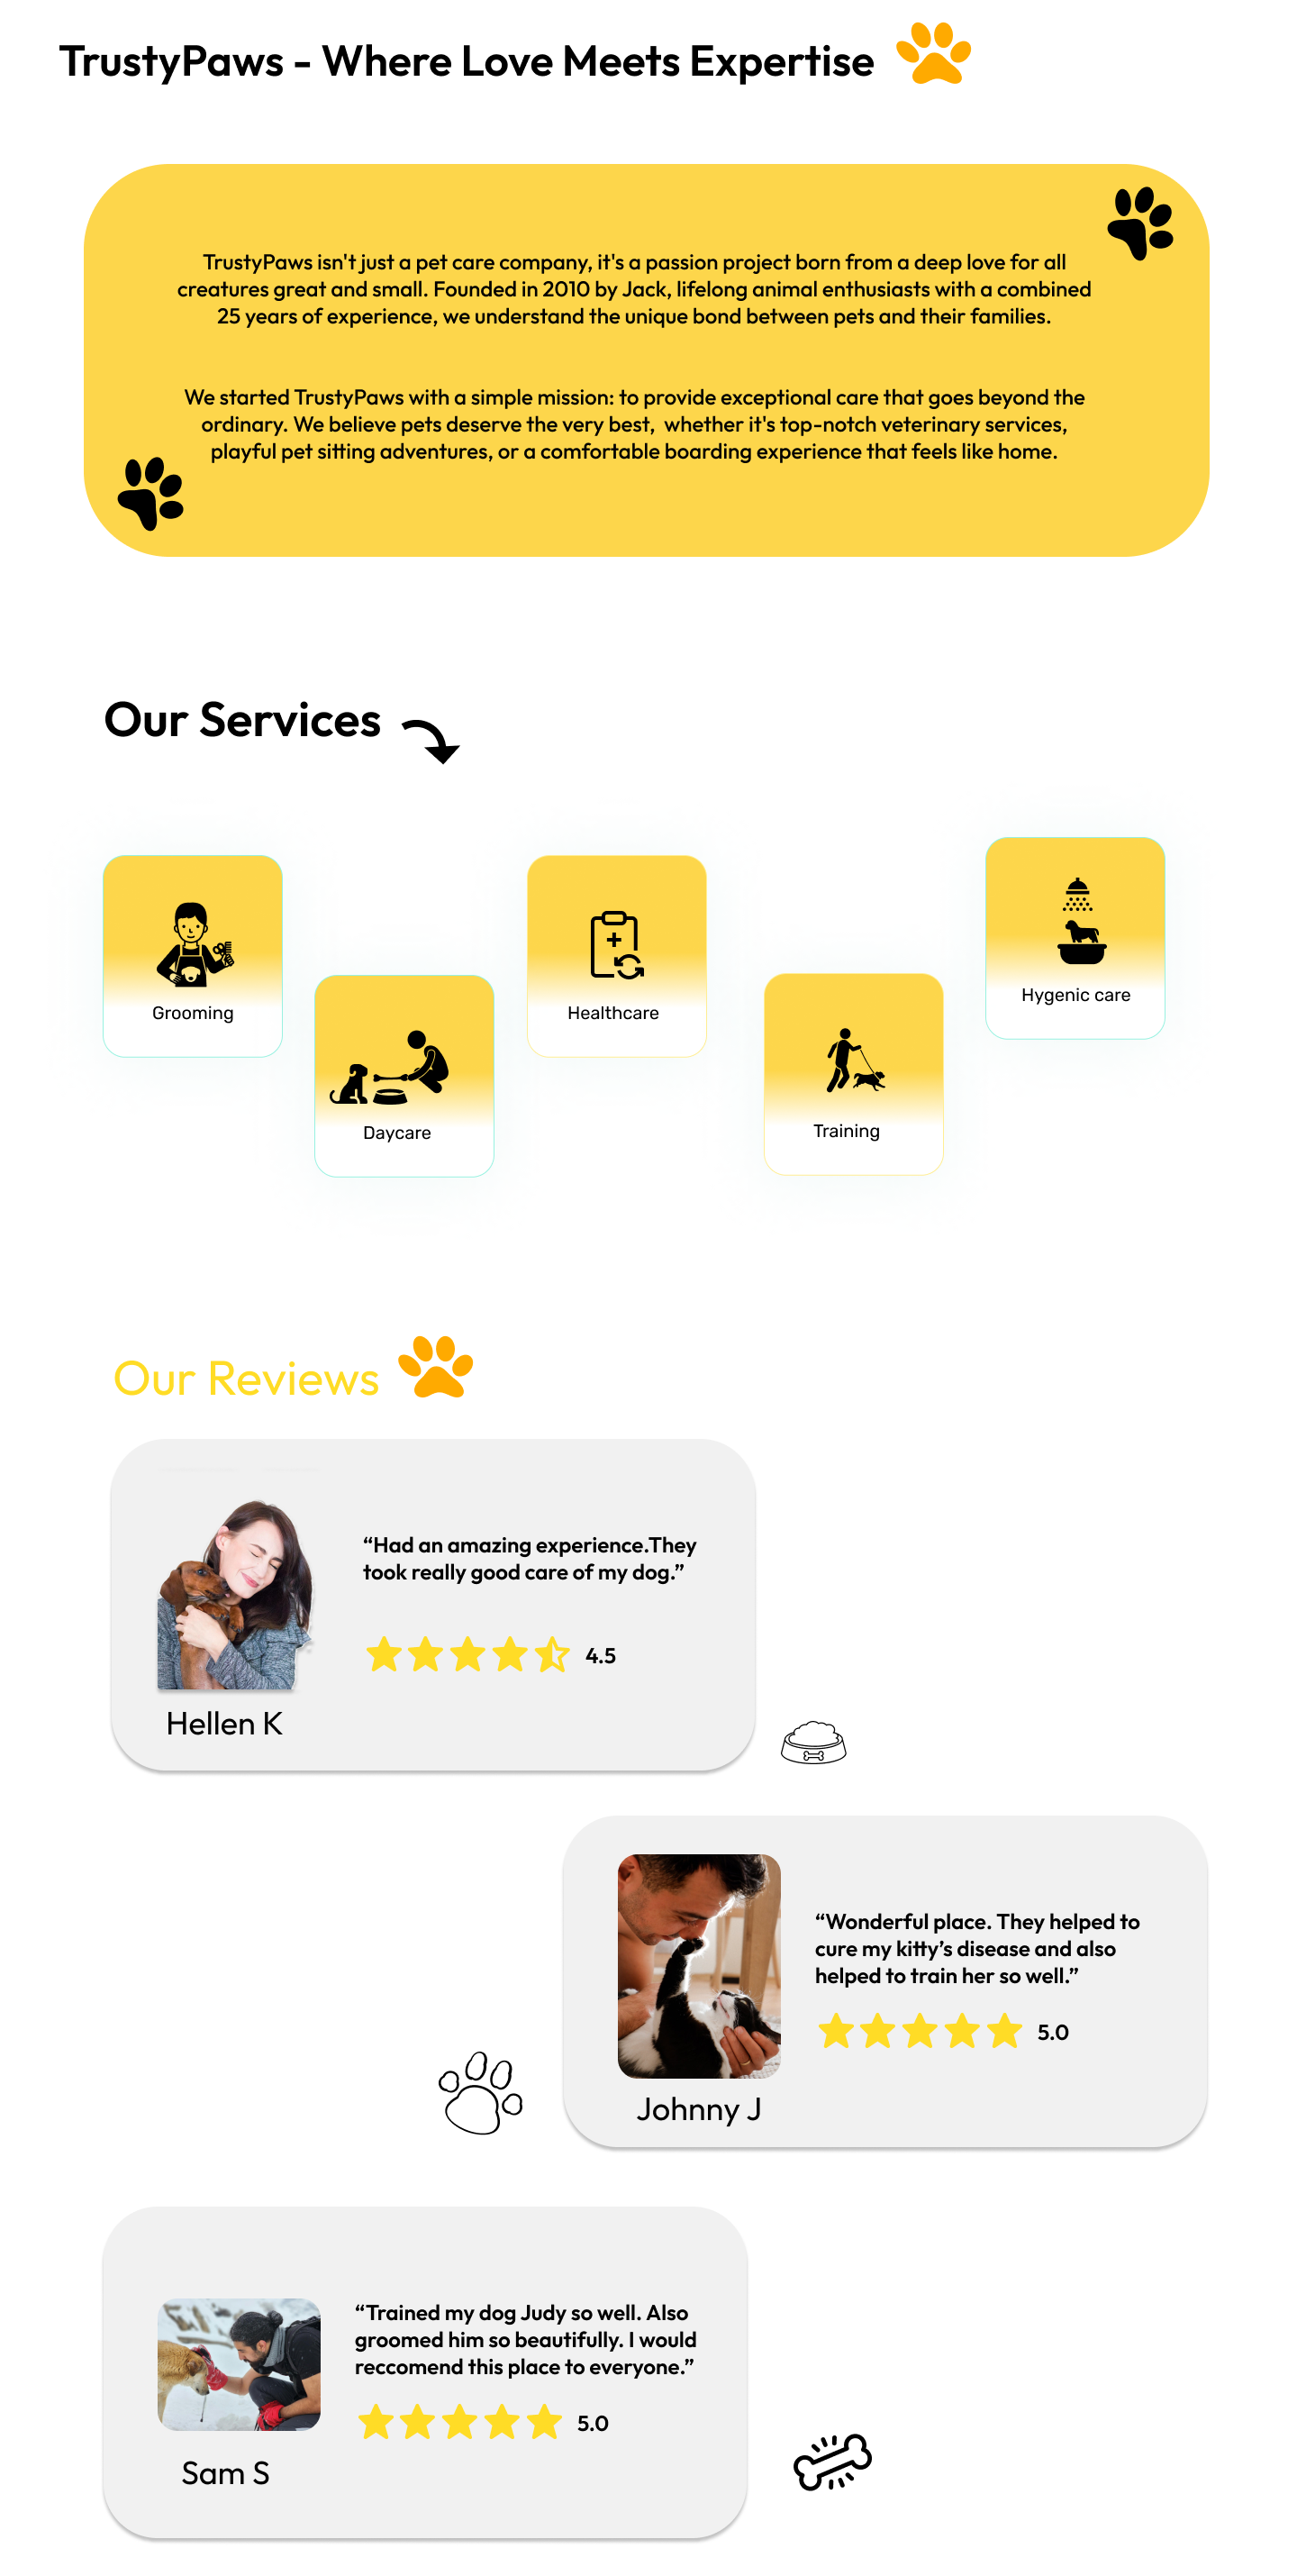 TrustyPaws - Where Love Meets Expertise
TrustyPaws isn't just a pet care company, it's a passion project born from a deep love for all
creatures great and small. Founded in 2010 by Jack, lifelong animal enthusiasts with a combined
25 years of experience, we understand the unique bond between pets and their families.
We started TrustyPaws with a simple mission: to provide exceptional care that goes beyond the
ordinary. We believe pets deserve the very best, whether it's top-notch veterinary services,
playful pet sitting adventures, or a comfortable boarding experience that feels like home.
Our Services
Grooming
Daycare
Healthcare
Training
Hygenic care
Our Reviews
“Had an amazing experience.They
took really good care of my dog.”
4.5
Hellen K
“Wonderful place. They helped to
cure my kitty’s disease and also
helped to train her so well.”
5.0
Johnny J
“Trained my dog Judy so well. Also
groomed him so beautifully. I would
reccomend this place to everyone.”
5.0
Sam S